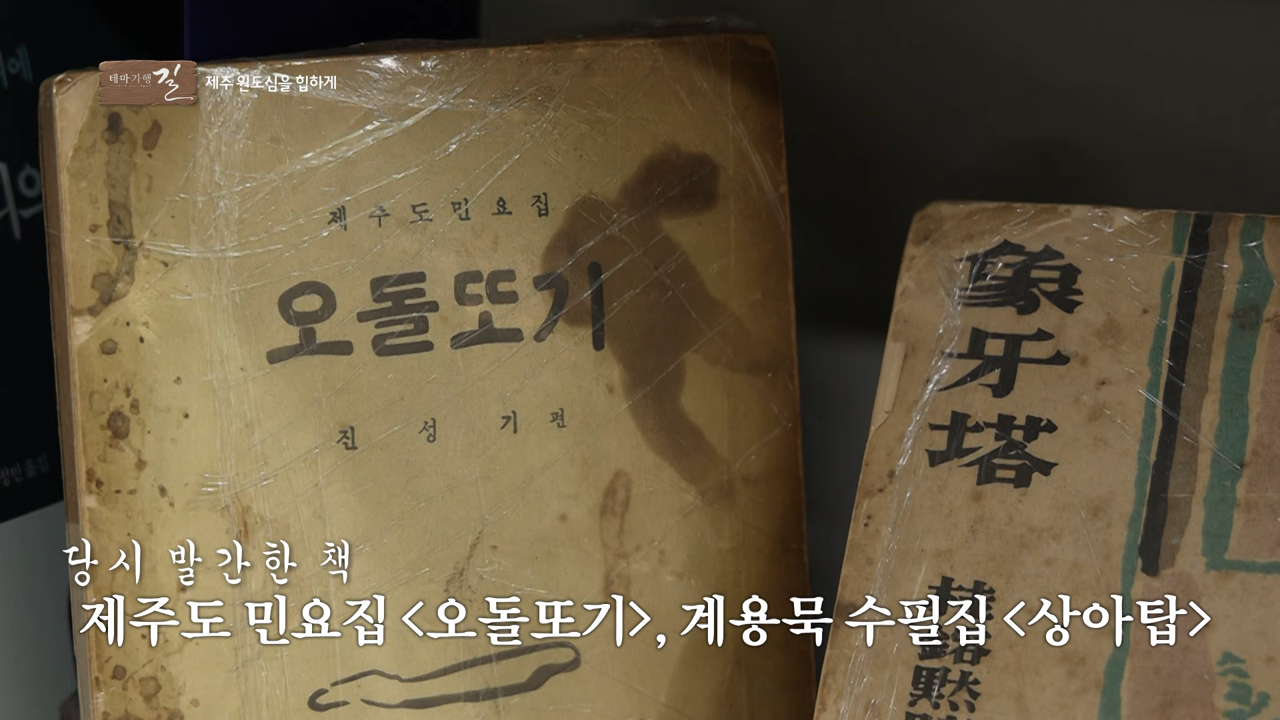 테마기행 길
제주 원도심을 힙하게
제주도민요집
오돌또기
진성기 편
象牙塔
당시 발간한 책
제주도 민요집 <오돌또기>, 계용묵 수필집 <상아탑>